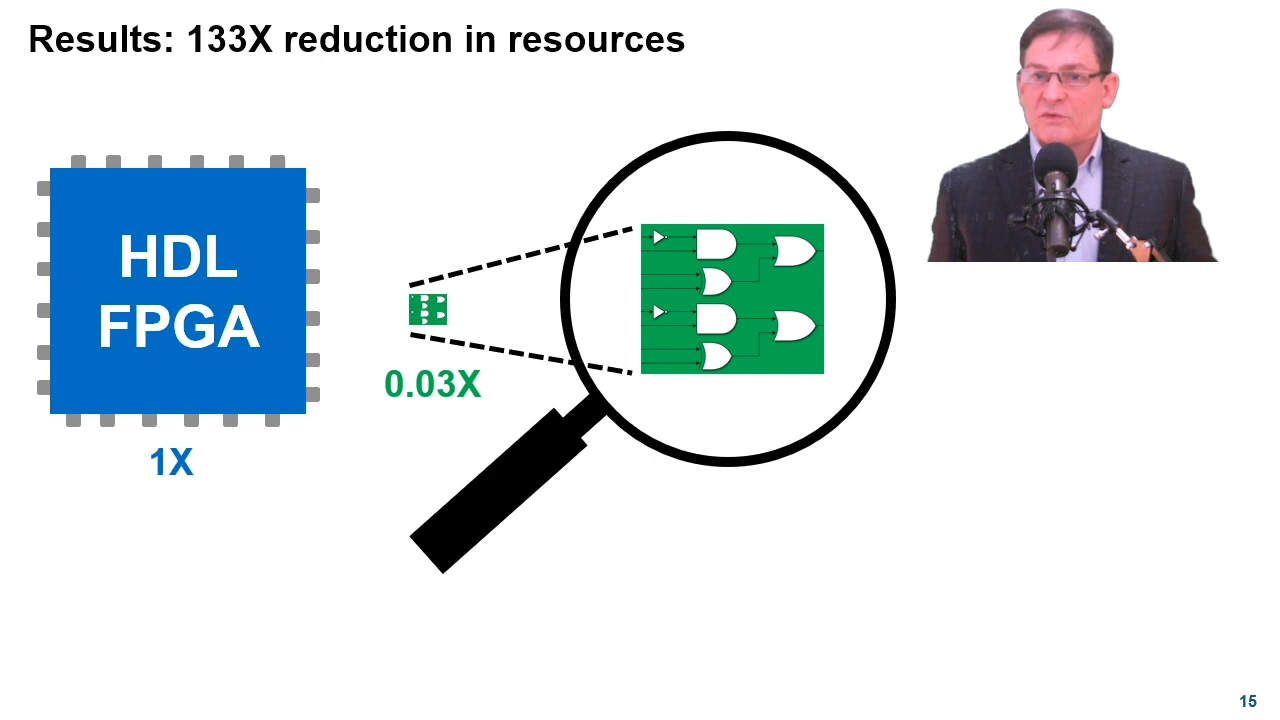 Results: 133X reduction in resources
HDL
FPGA
1X
0.03X
15